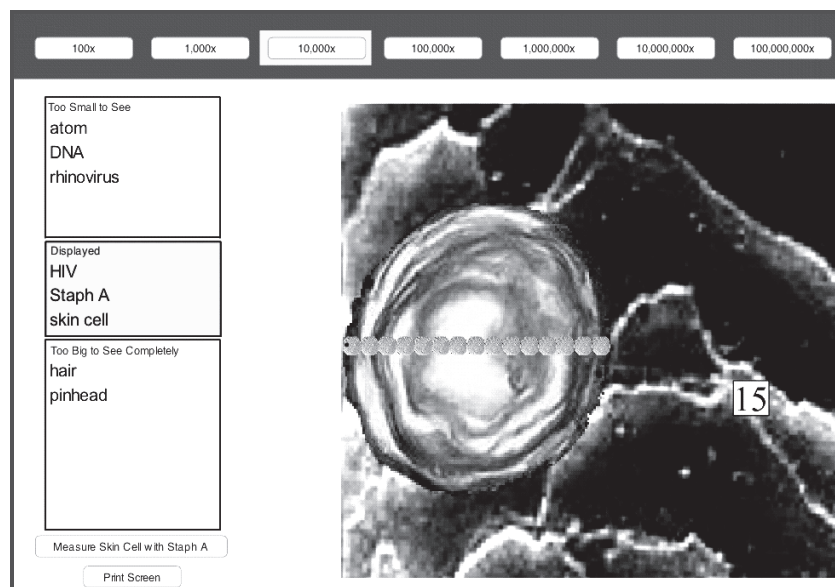 100x
1,000x
10,000x
100,000x
1,000,000x
10,000,000x
100,000,000x
Too Small to See
atom
DNA
rhinovirus
Displayed
HIV
Staph A
skin cell
Too Big to See Completely
hair
pinhead
15
Measure Skin Cell with Staph A
Print Screen